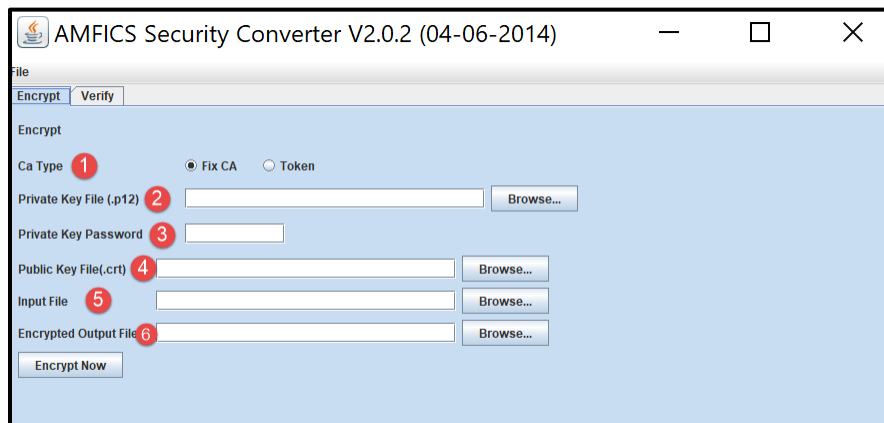 AMFICS Security Converter V2.0.2 (04-06-2014)
File
Encrypt Verify
Encrypt
Ca Type 1 Fix CA Token
Private Key File (.p12) 2 Browse...
Private Key Password 3
Public Key File(.crt) 4 Browse...
Input File 5 Browse...
Encrypted Output File 6 Browse...
Encrypt Now